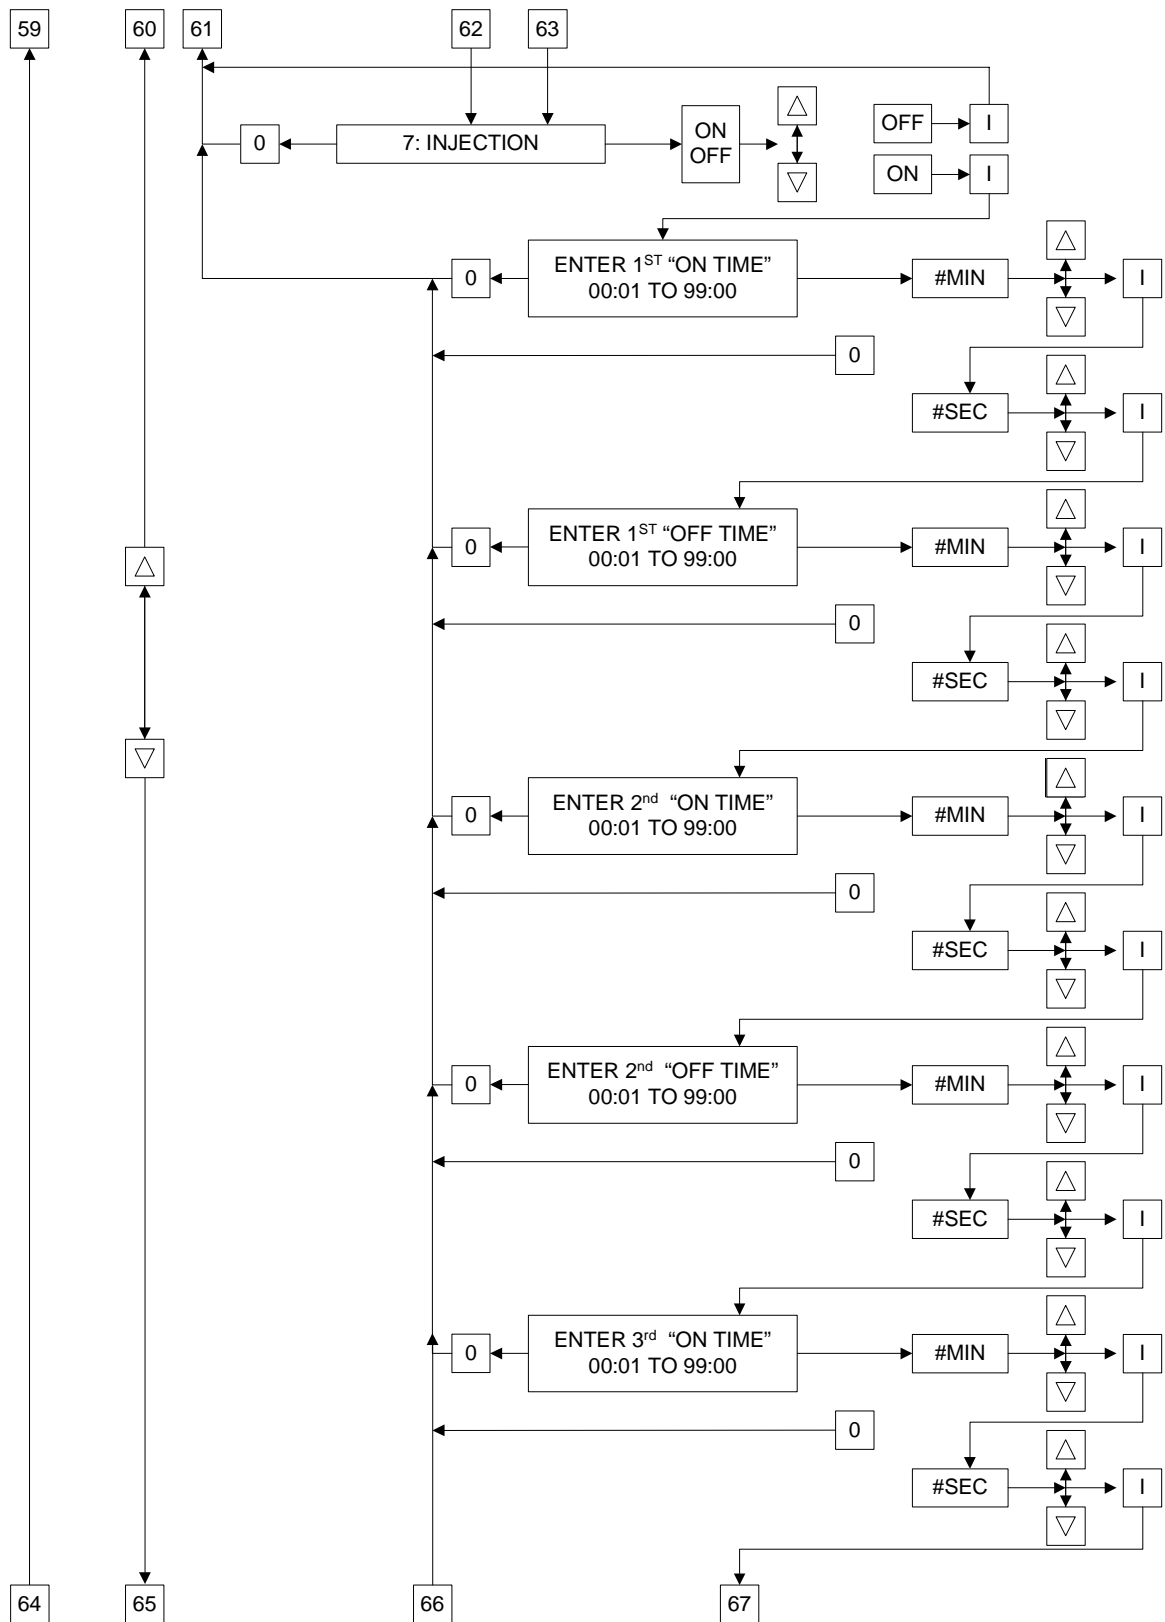 59 60 61 62 63
OFF I
0 7: INJECTION ON
OFF
ON I
ENTER 1ST “ON TIME”
00:01 TO 99:00
0 #MIN I
0
#SEC I
ENTER 1ST “OFF TIME”
00:01 TO 99:00
0 #MIN I
0
#SEC I
ENTER 2nd “ON TIME”
00:01 TO 99:00
0 #MIN I
0
#SEC I
ENTER 2nd “OFF TIME”
00:01 TO 99:00
0 #MIN I
0
#SEC I
ENTER 3rd “ON TIME”
00:01 TO 99:00
0 #MIN I
0
#SEC I
64 65 66 67